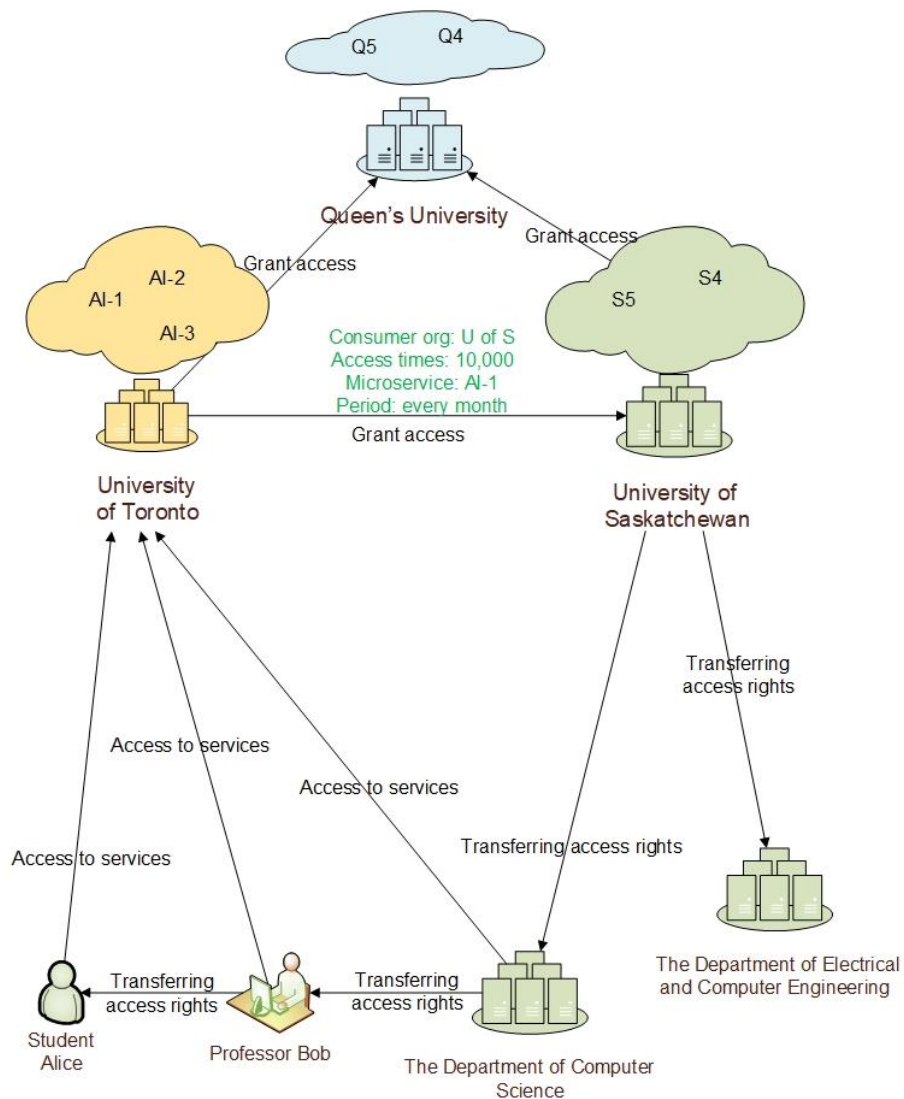 Q5
Q4
Queen's University
Grant access
Grant access
AI-1
AI-2
AI-3
S5
S4
Consumer org: U of S
Access times: 10,000
Microservice: AI-1
Period: every month
Grant access
University
of Toronto
University of
Saskatchewan
Transferring
access rights
Access to services
Access to services
Transferring access rights
Access to services
The Department of Electrical
and Computer Engineering
Transferring
access rights
Transferring
access rights
Student
Alice
Professor Bob
The Department of Computer
Science